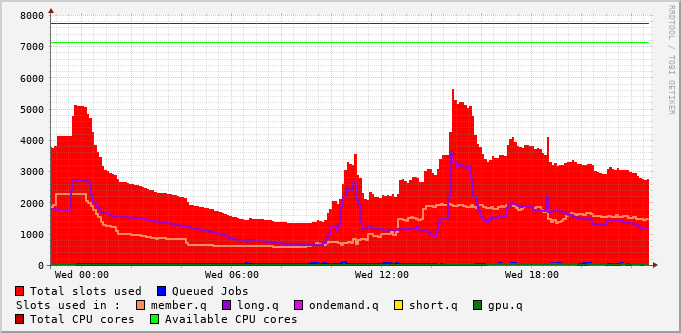 8000
7000
6000
5000
4000
3000
2000
1000
0
Wed 00:00 Wed 06:00 Wed 12:00 Wed 18:00
RRDTOOL / TOBI OETIKER
Total slots used Queued Jobs
Slots used in : member.q long.q ondemand.q short.q gpu.q
Total CPU cores Available CPU cores